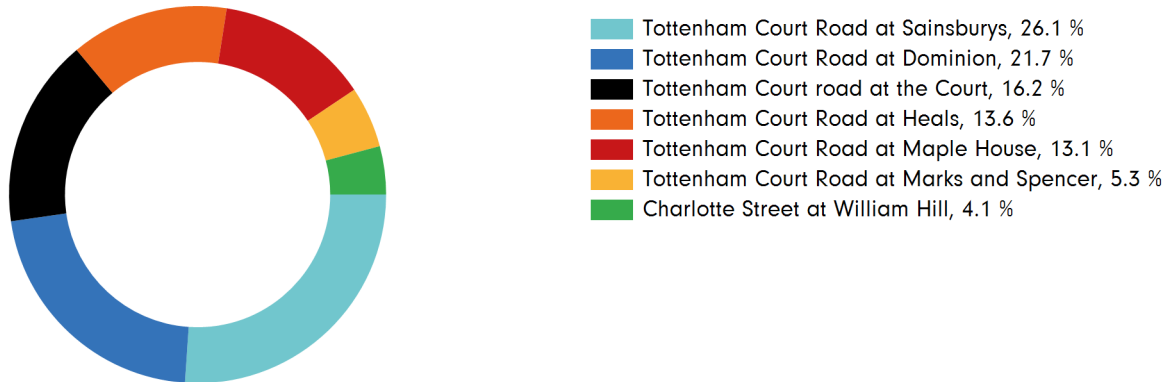 Tottenham Court Road at Sainsburys, 26.1 %
Tottenham Court Road at Dominion, 21.7 %
Tottenham Court road at the Court, 16.2 %
Tottenham Court Road at Heals, 13.6 %
Tottenham Court Road at Maple House, 13.1 %
Tottenham Court Road at Marks and Spencer, 5.3 %
Charlotte Street at William Hill, 4.1 %